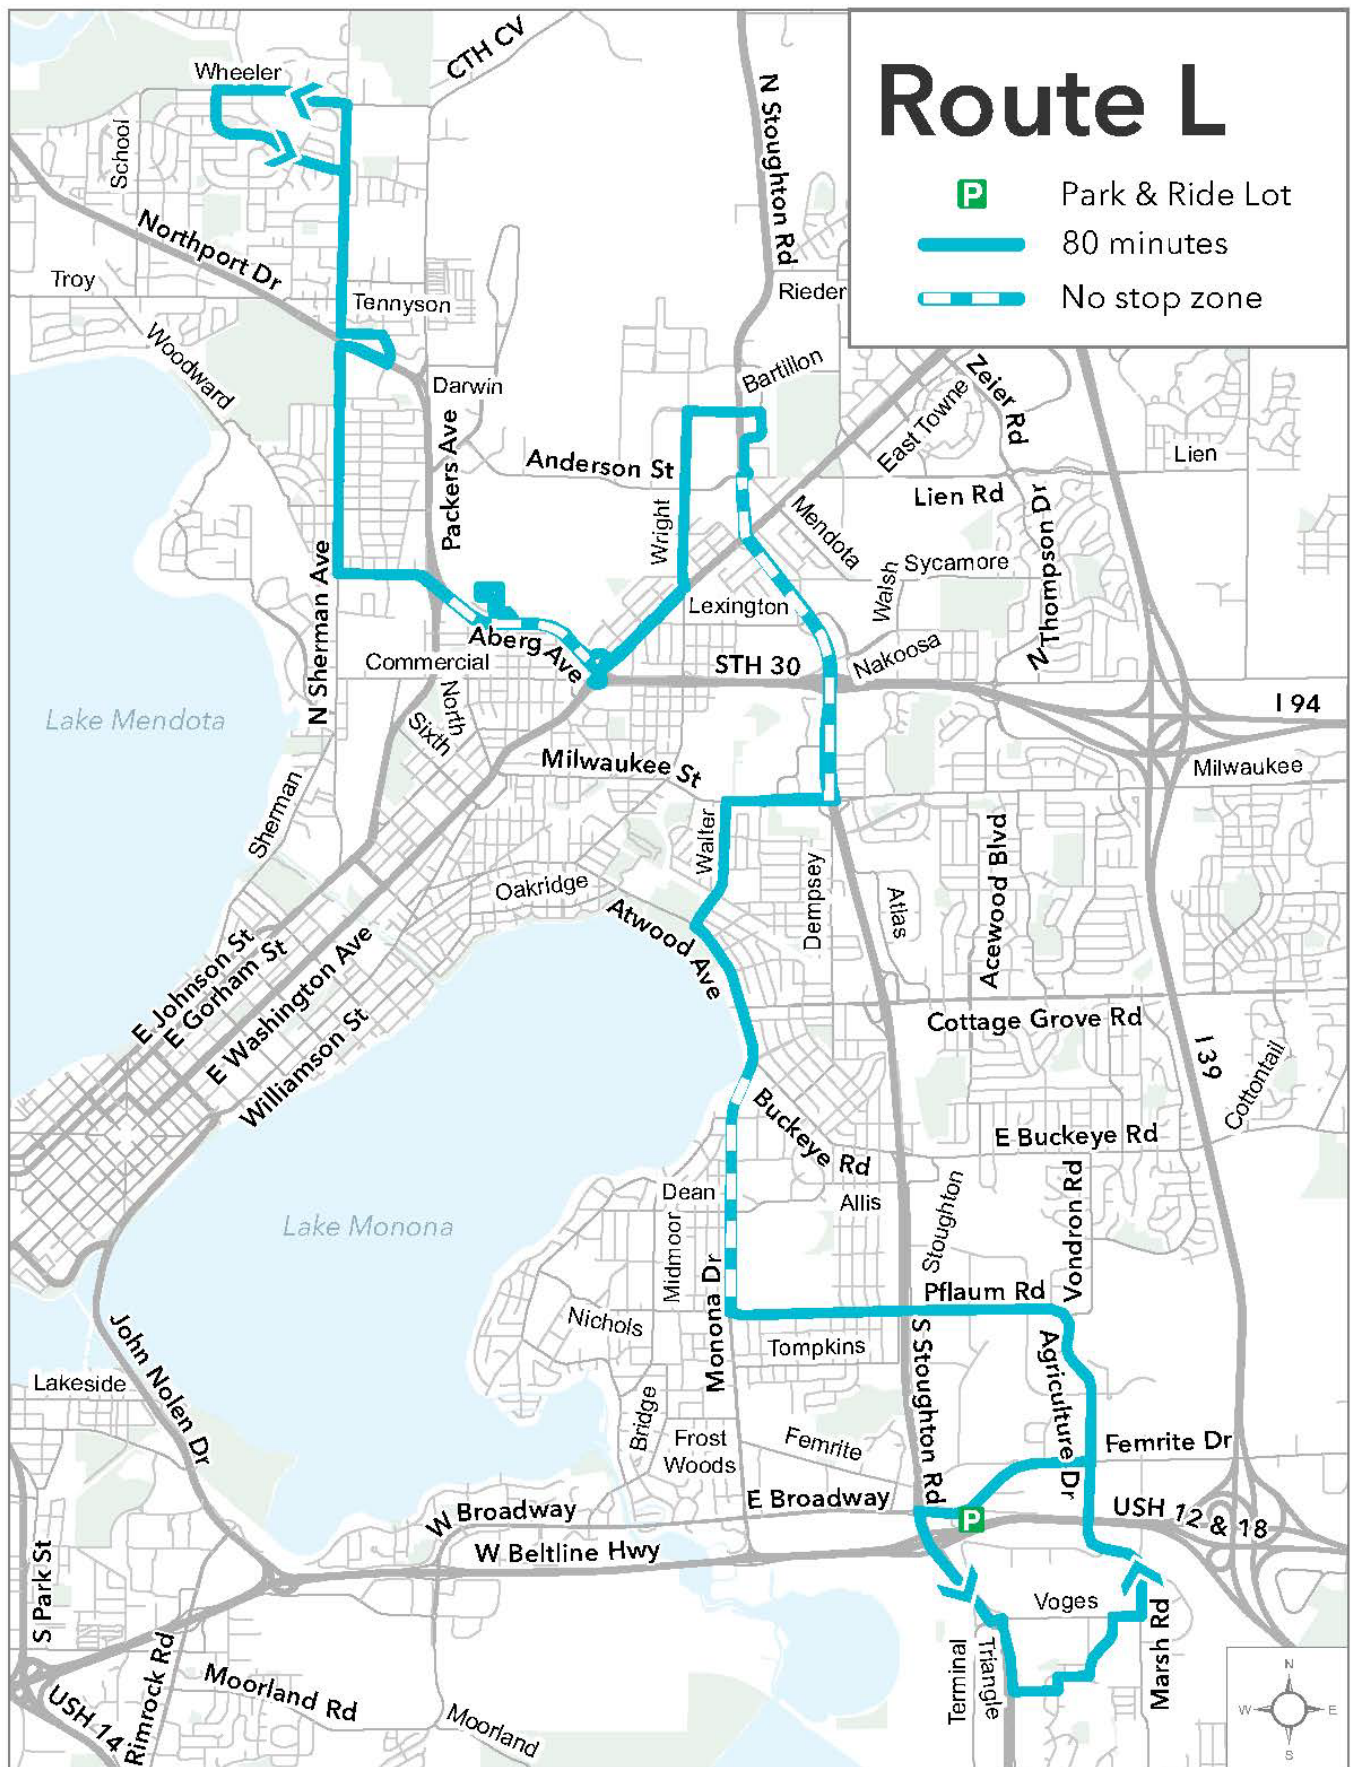 Route L
P Park & Ride Lot
80 minutes
No stop zone
Wheeler
CTH CV
School
N Stoughton Rd
Northport Dr
Troy
Tennyson
Rieder
Woodward
Bartillon
Zeier Rd
Darwin
East Towne
Packers Ave
Anderson St
Lien
Lien Rd
Wright
Mendota
N Thompson Dr
Walsh
Sycamore
N Sherman Ave
Lexington
Aberg Ave
Commercial
STH 30
Nakoosa
North
Sixth
I 94
Lake Mendota
Milwaukee St
Milwaukee
Sherman
Walter
Acewood Blvd
Dempsey
Atlas
Oakridge
Atwood Ave
E Johnson St
E Gorham St
E Washington Ave
Williamson St
Cottage Grove Rd
I 39
Cottontail
Buckeye Rd
E Buckeye Rd
Dean
Allis
Stoughton
Vondron Rd
Lake Monona
Midmoor
Monona Dr
Pflaum Rd
Nichols
Tompkins
S Stoughton Rd
Agriculture Dr
John Nolen Dr
Lakeside
Bridge
Frost
Woods
Femrite
Femrite Dr
E Broadway
W Broadway
P
USH 12 & 18
W Beltline Hwy
S Park St
Voges
Marsh Rd
Terminal
Triangle
Rimrock Rd
Moorland Rd
Moorland
USH 14
N
W E
S